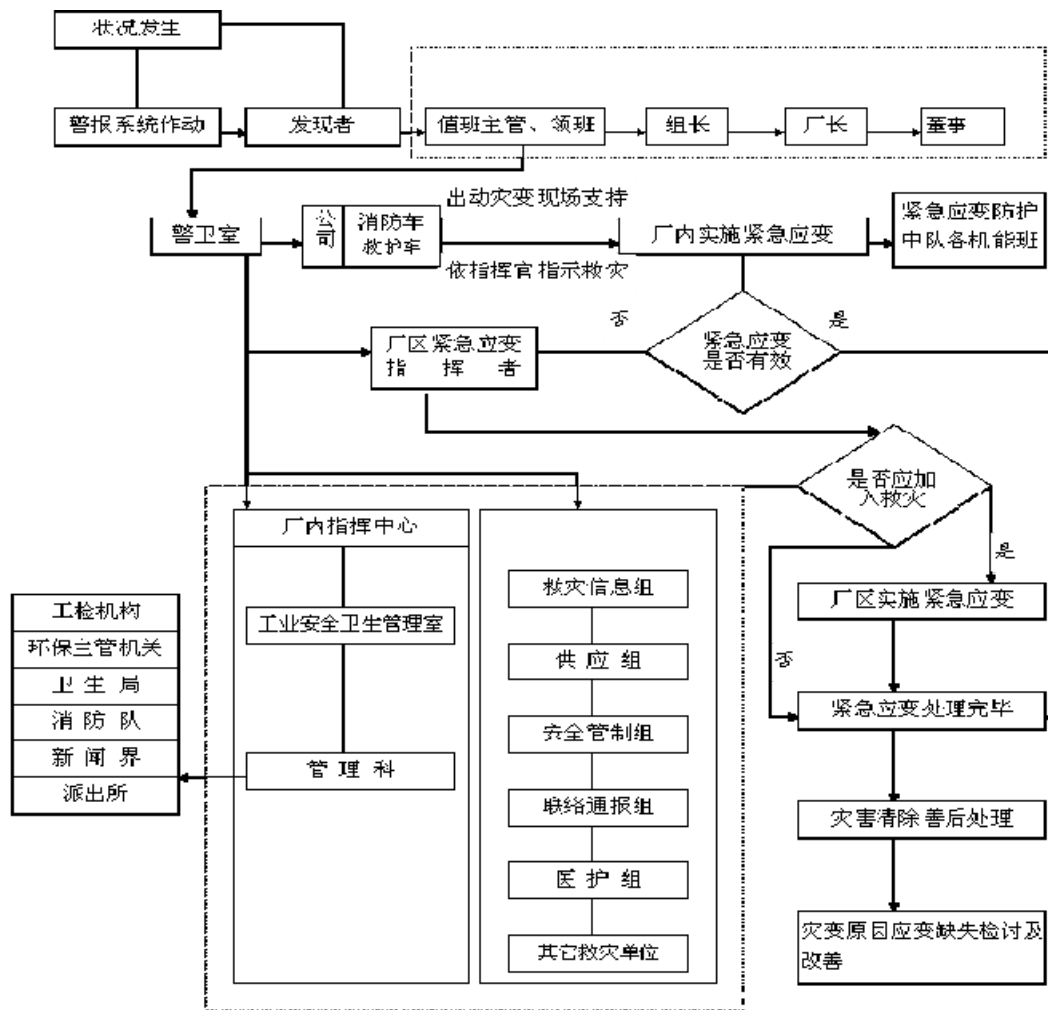 状况发生
警报系统作动
发现者
值班主管、领班
组长
厂长
董事
警卫室
公司
消防车
救护车
出动灾变现场支持
依指挥官指示救灾
厂内实施紧急应变
紧急应变防护
中队各机能班
否
是
紧急应变
是否有效
厂区紧急应变
指挥者
是否应加
入救火
是
否
厂内指挥中心
工业安全卫生管理室
管理科
救灾信息组
供应组
安全管制组
联络通报组
医护组
其它救灾单位
工检机构
环保主管机关
卫生局
消防队
新闻界
派出所
厂区实施紧急应变
紧急应变处理完毕
灾害清除善后处理
灾变原因应变缺失检讨及
改善